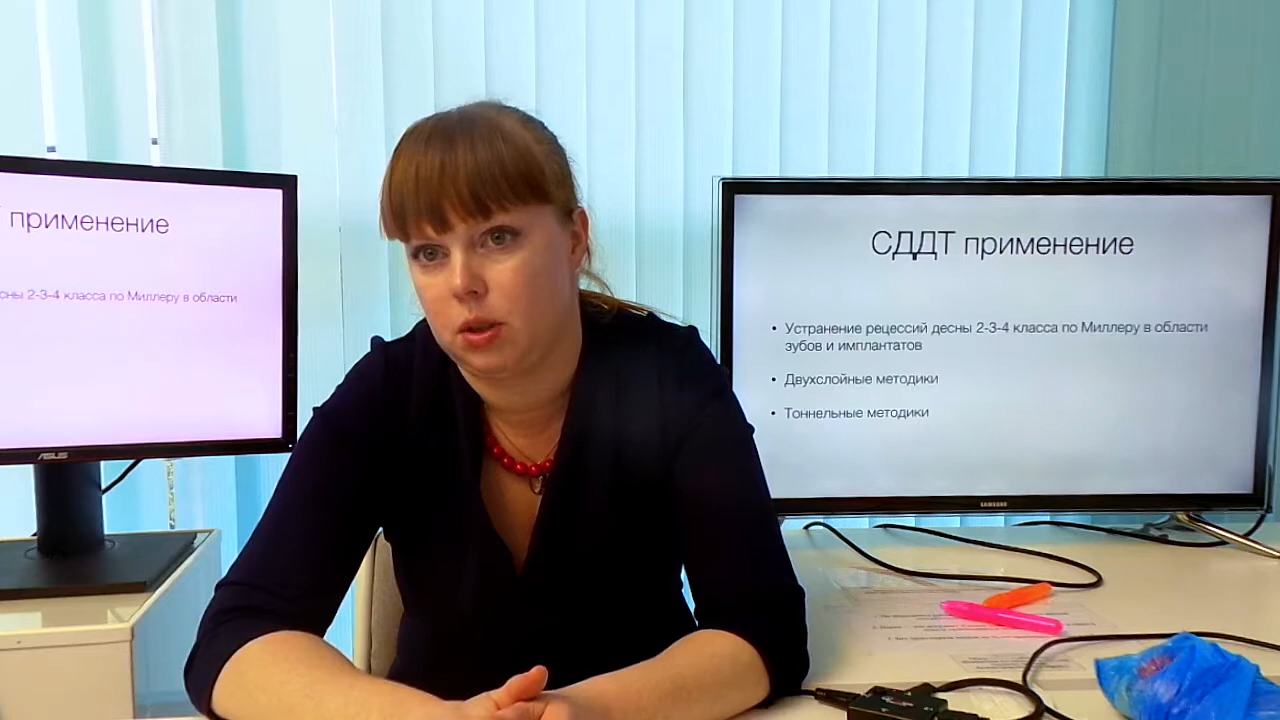 применение
2-3-4 класса по Миллеру в области
ASUS
СДДТ применение
• Устранение рецессий десны 2-3-4 класса по Миллеру в области
зубов и имплантатов
• Двухслойные методики
• Тоннельные методики
SAMSUNG